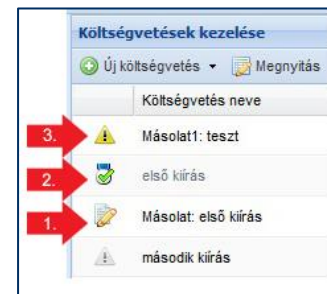 Költségvetések kezelése
Új költségvetés Megnyitás
Költségvetés neve
3. Másolat1: teszt
2. első kiírás
1. Másolat: első kiírás
második kiírás